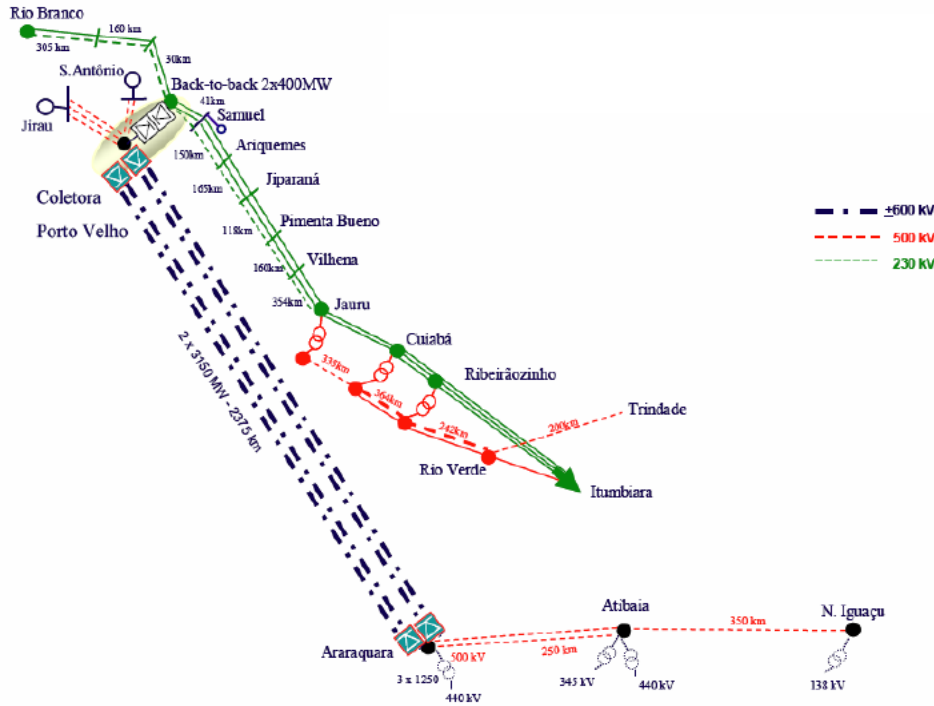 Rio Branco
160 km
305 km
30km
S.Antônio
Back-to-back 2x400MW
41km
Samuel
Jirau
150km
Ariquemes
165km
Jiparaná
Coletora
Porto Velho
118km
Pimenta Bueno
±600 kV
500 kV
230 kV
160km
Vilhena
354km
Jauru
Cuiabá
335km
Ribeirãozinho
364km
2 x 3150 MW - 2375 km
242km
200km
Trindade
Rio Verde
Itumbiara
Araraquara
500 kV
3 x 1250
440 kV
250 km
Atibaia
345 kV
440 kV
350 km
N. Iguaçu
138 kV